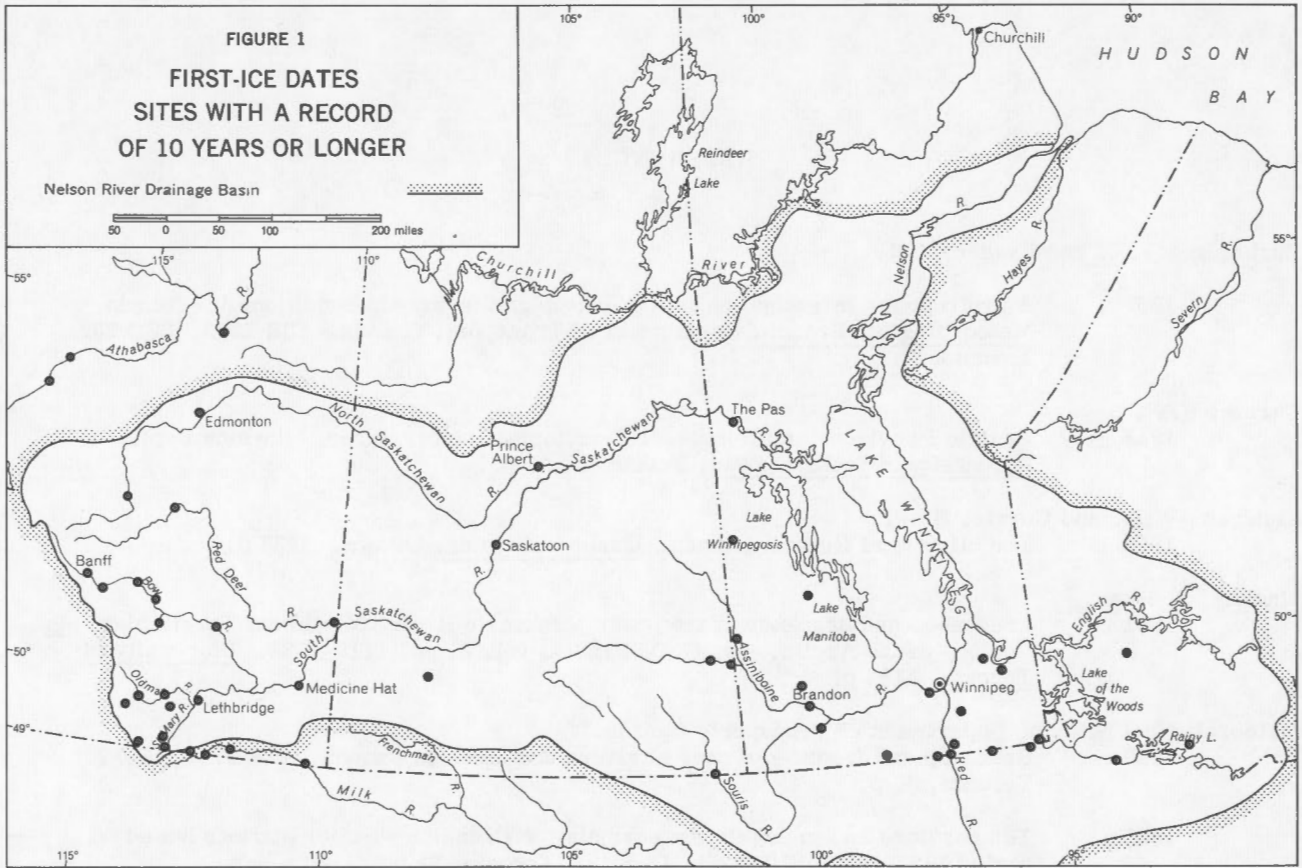 FIGURE 1
FIRST-ICE DATES
SITES WITH A RECORD
OF 10 YEARS OR LONGER
Nelson River Drainage Basin
50 0 50 100 200 miles
105°
100°
95°
90°
Churchill
HUDSON
BAY
Reindeer
Lake
115°
110°
55°
55°
Churchill
River
Nelson
R.
Hayes
R.
Seven
R.
Athabasca
R.
Edmonton
North Saskatchewan
R.
Prince
Albert
Saskatchewan
R.
The Pas
LAKE WINNIPEG
Lake
Winnipegosis
Saskatoon
R.
Red Deer
R.
Banff
Bow
R.
South
Saskatchewan
Lake
Manitoba
English R.
50°
50°
Assiniboine
R.
Oldman
Mary R.
Lethbridge
Medicine Hat
Brandon
Winnipeg
Lake
of the
Woods
Rainy L.
49°
49°
Frenchman
R.
Milk R.
Souris
R.
Red
R.
115°
110°
105°
100°
95°
90°